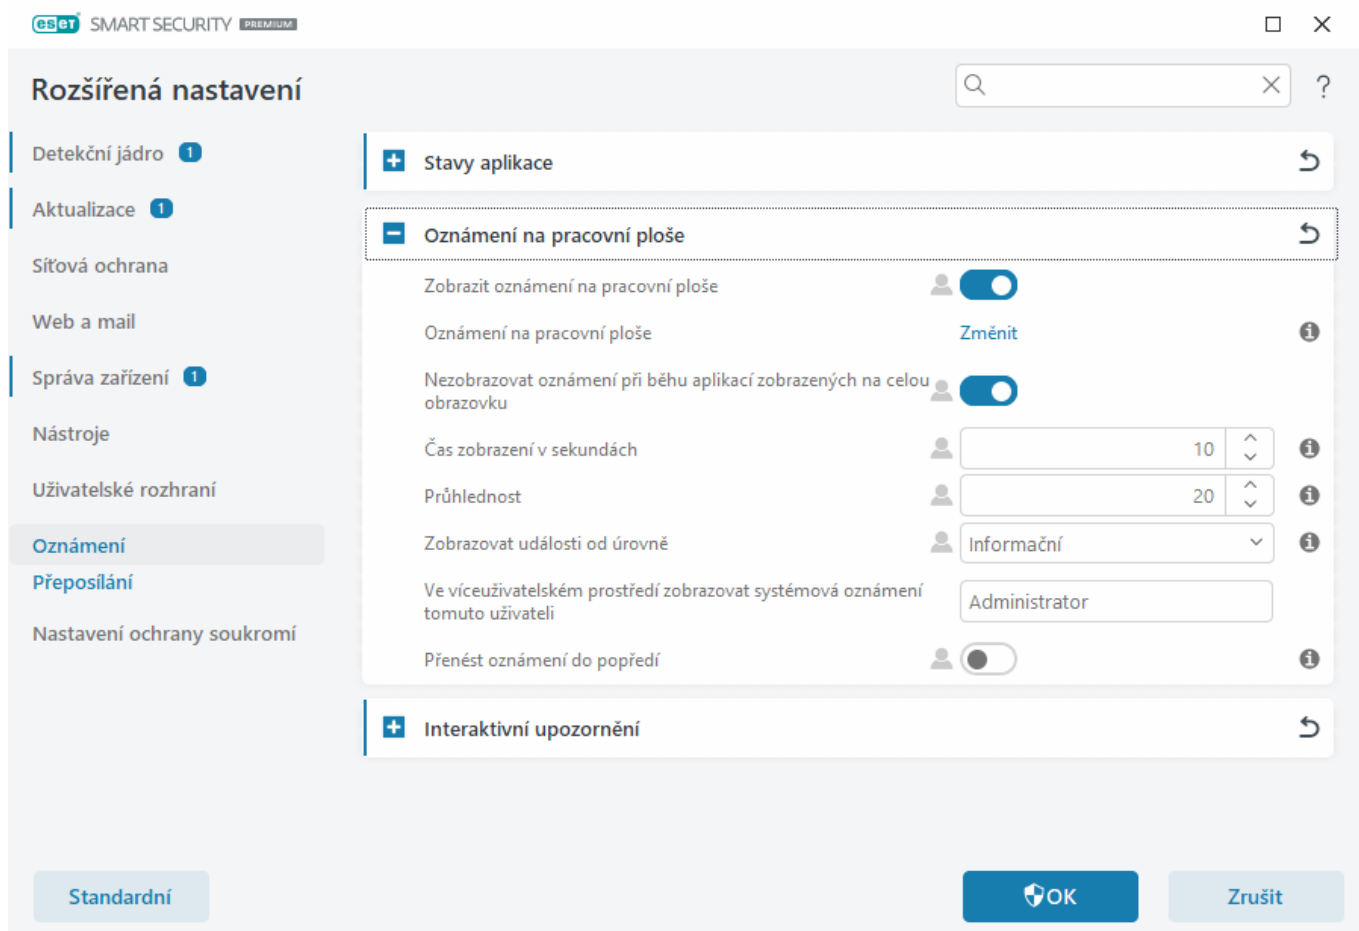 eset SMART SECURITY PREMIUM
Rozšířená nastavení
?
Detekční jádro 1
Aktualizace 1
Síťová ochrana
Web a mail
Správa zařízení 1
Nástroje
Uživatelské rozhraní
Oznámení
Přeposílání
Nastavení ochrany soukromí
Stavy aplikace
Oznámení na pracovní ploše
Zobrazit oznámení na pracovní ploše
Oznámení na pracovní ploše Změnit
Nezobrazovat oznámení při běhu aplikací zobrazených na celou
obrazovku
Čas zobrazení v sekundách 10
Průhlednost 20
Zobrazovat události od úrovně Informační
Ve víceuživatelském prostředí zobrazovat systémová oznámení
tomuto uživateli Administrator
Přenést oznámení do popředí
Interaktivní upozornění
Standardní OK Zrušit